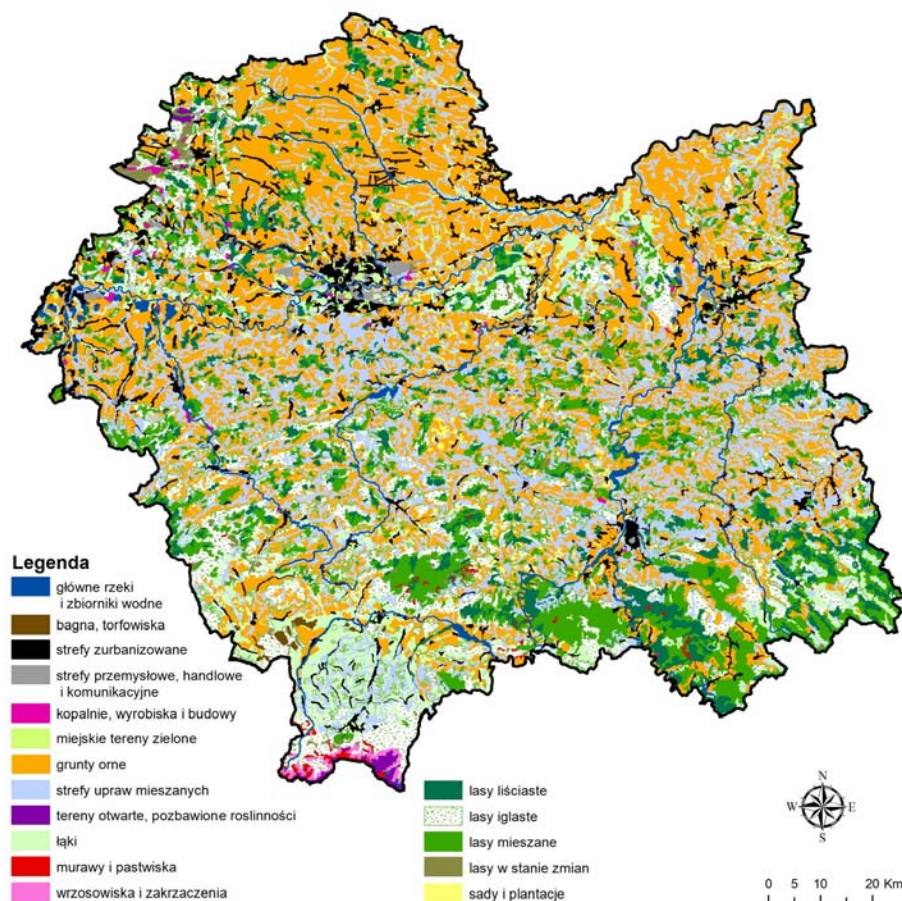 Legenda
główne rzeki
i zbiorniki wodne
bagna, torfowiska
strefy zurbanizowane
strefy przemysłowe, handlowe
i komunikacyjne
kopalnie, wyrobiska i budowy
miejskie tereny zielone
grunty orne
strefy upraw mieszanych
tereny otwarte, pozbawione roslinności
łąki
murawy i pastwiska
wrzosowiska i zakrzaczenia
lasy liściaste
lasy iglaste
lasy mieszane
lasy w stanie zmian
sady i plantacje
N
W E
S
0 5 10 20 Km